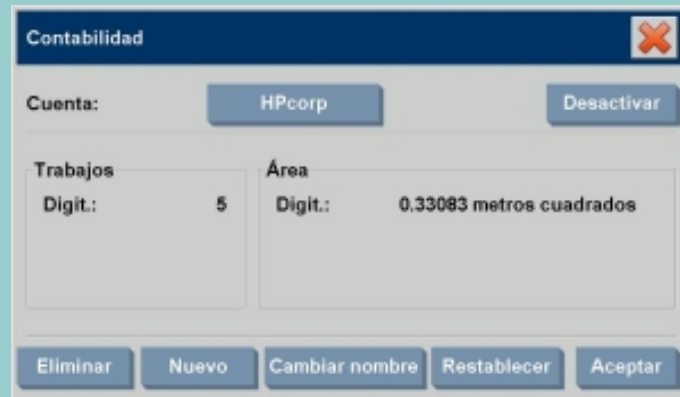 Contabilidad
Cuenta: HPcorp Desactivar
Trabajos Área
Digit.: 5 Digit.: 0.33083 metros cuadrados
Eliminar Nuevo Cambiar nombre Restablecer Aceptar